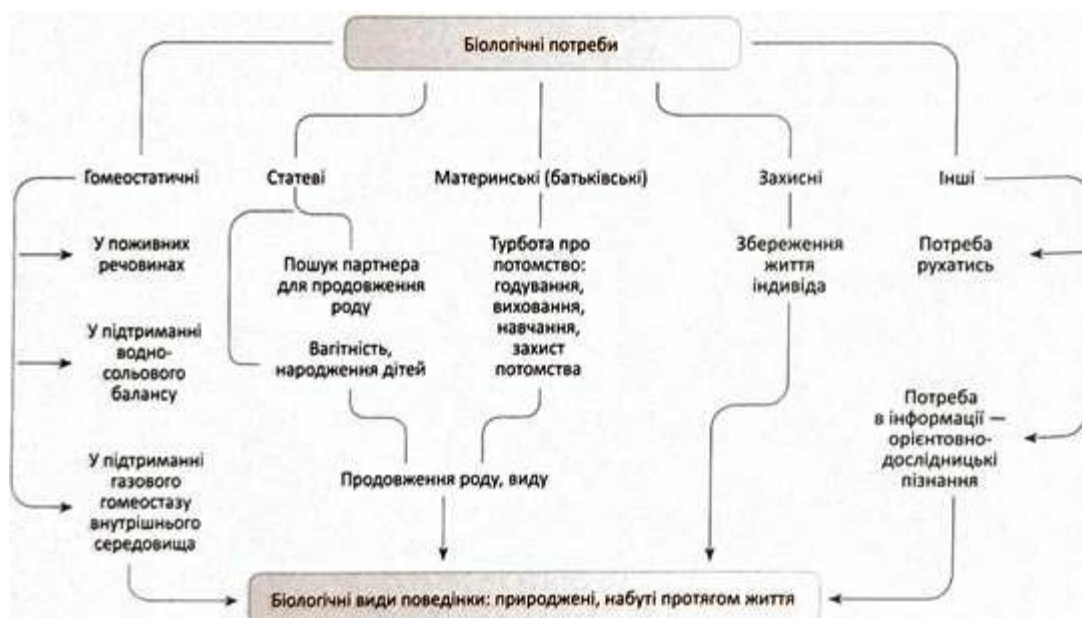 Біологічні потреби
Гомеостатичні
Статеві
Материнські (батьківські)
Захисні
Інші
У поживних
речовинах
У підтриманні
водно-
сольового
балансу
У підтриманні
газового
гомеостазу
внутрішнього
середовища
Пошук партнера
для продовження
роду
Вагітність,
народження дітей
Турбота про
потомство:
годування,
виховання,
навчання,
захист
потомства
Продовження роду, виду
Збереження
життя
індивіда
Потреба
рухатись
Потреба
в інформації —
орієнтовно-
дослідницькі
пізнання
Біологічні види поведінки: природжені, набуті протягом життя